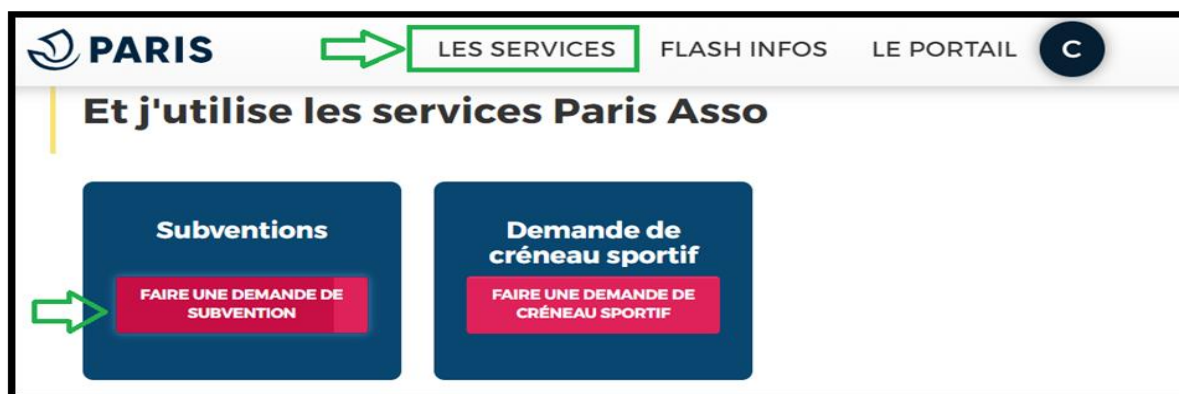 PARIS LES SERVICES FLASH INFOS LE PORTAIL C
Et j'utilise les services Paris Asso
Subventions
FAIRE UNE DEMANDE DE
SUBVENTION
Demande de
créneau sportif
FAIRE UNE DEMANDE DE
CRÉNEAU SPORTIF